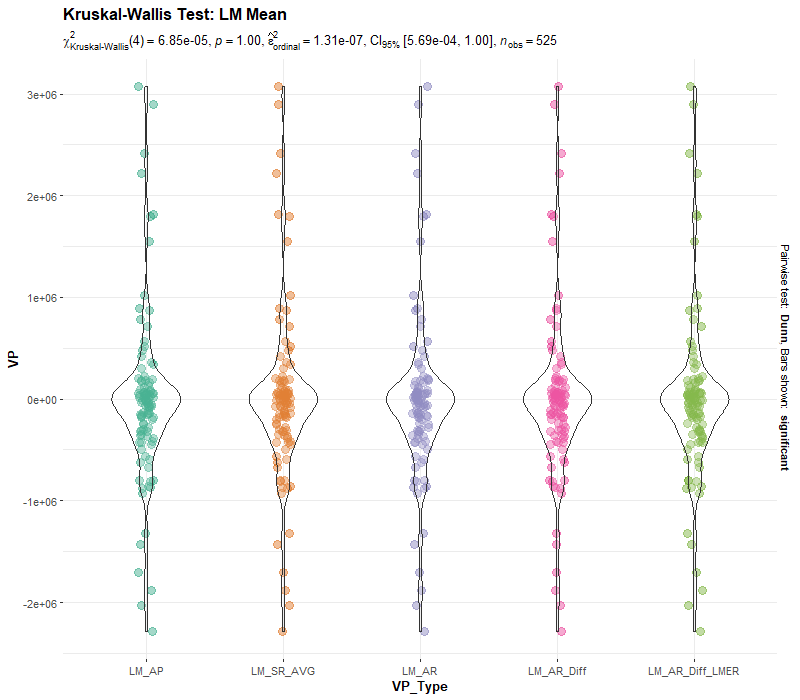 Kruskal-Wallis Test: LM Mean
χ²Kruskal-Wallis(4) = 6.85e-05, p = 1.00, ε̂²ordinal = 1.31e-07, CI95% [5.69e-04, 1.00], nobs = 525
3e+06
2e+06
1e+06
0e+00
-1e+06
-2e+06
VP
LM_AP LM_SR_AVG LM_AR LM_AR_Diff LM_AR_Diff_LMER
VP_Type
Pairwise test: Dunn, Bars shown: significant